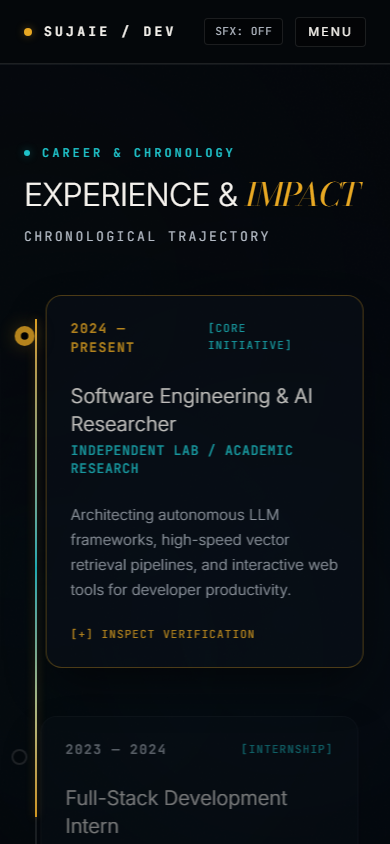 SUJAIE / DEV
SFX: OFF
MENU
CAREER & CHRONOLOGY
EXPERIENCE & IMPACT
CHRONOLOGICAL TRAJECTORY
2024 —
PRESENT
[CORE
INITIATIVE]
Software Engineering & AI
Researcher
INDEPENDENT LAB / ACADEMIC
RESEARCH
Architecting autonomous LLM
frameworks, high-speed vector
retrieval pipelines, and interactive web
tools for developer productivity.
[+] INSPECT VERIFICATION
2023 — 2024
[INTERNSHIP]
Full-Stack Development
Intern